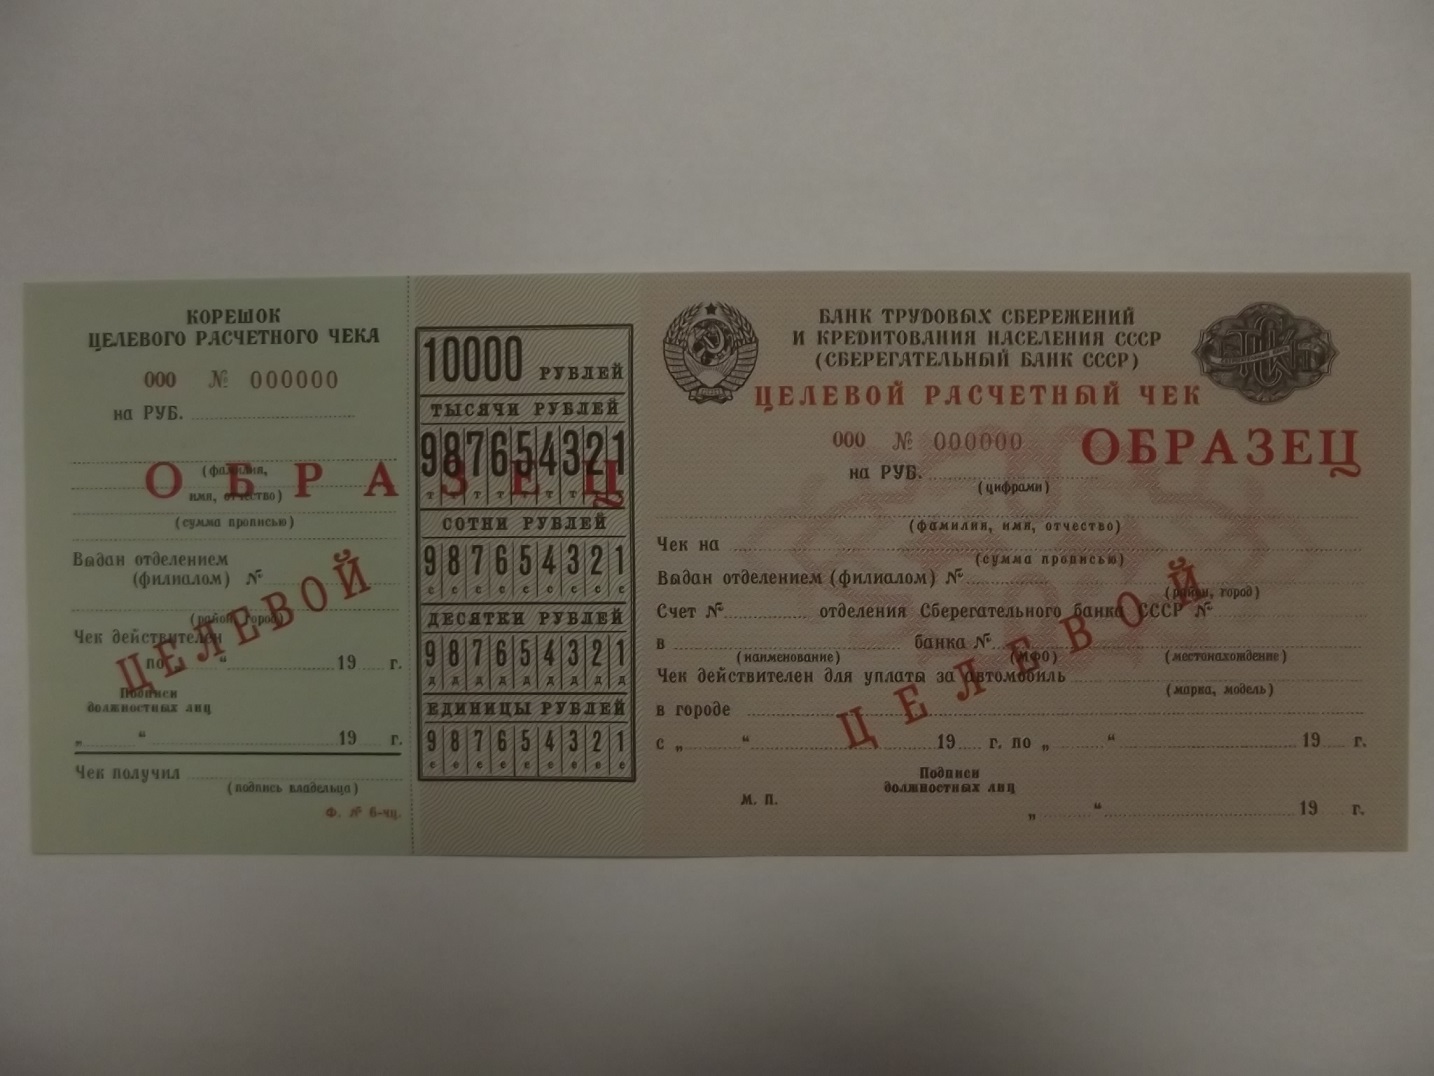 КОРЕШОК
ЦЕЛЕВОГО РАСЧЕТНОГО ЧЕКА
000 № 000000
на РУБ.
(фамилия,
имя, отчество)
(сумма прописью)
Выдан отделением
(филиалом) №
(район, город)
Чек действителен
по „ “ 19 г.
Подписи
должностных лиц
„ “ 19 г.
Чек получил
(подпись владельца)
Ф. № 6-чц.
ОБРАЗЕЦ
ЦЕЛЕВОЙ
10000 РУБЛЕЙ
ТЫСЯЧИ РУБЛЕЙ
9 8 7 6 5 4 3 2 1
т т т т т т т т т
СОТНИ РУБЛЕЙ
9 8 7 6 5 4 3 2 1
с с с с с с с с с
ДЕСЯТКИ РУБЛЕЙ
9 8 7 6 5 4 3 2 1
д д д д д д д д д
ЕДИНИЦЫ РУБЛЕЙ
9 8 7 6 5 4 3 2 1
е е е е е е е е е
БАНК ТРУДОВЫХ СБЕРЕЖЕНИЙ
И КРЕДИТОВАНИЯ НАСЕЛЕНИЯ СССР
(СБЕРЕГАТЕЛЬНЫЙ БАНК СССР)
ЦЕЛЕВОЙ РАСЧЕТНЫЙ ЧЕК
000 № 000000 ОБРАЗЕЦ
на РУБ.
(цифрами)
(фамилия, имя, отчество)
Чек на
(сумма прописью)
Выдан отделением (филиалом) №
(район, город)
Счет № отделения Сберегательного банка СССР №
в банка №
(наименование) (МФО) (местонахождение)
Чек действителен для уплаты за автомобиль
(марка, модель)
в городе
с „ “ 19 г. по „ “ 19 г.
Подписи
М. П. должностных лиц
„ “ 19 г.
ЦЕЛЕВОЙ